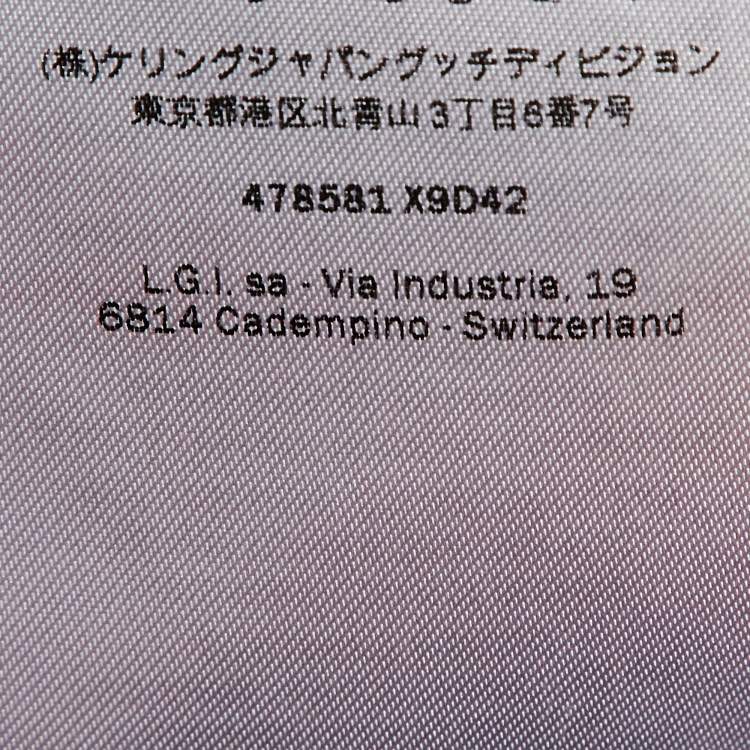 (株)ケリングジャパングッチディビジョン
東京都港区北青山3丁目6番7号
478581 X9D42
L.G.I. sa - Via Industria, 19
6814 Cadempino - Switzerland